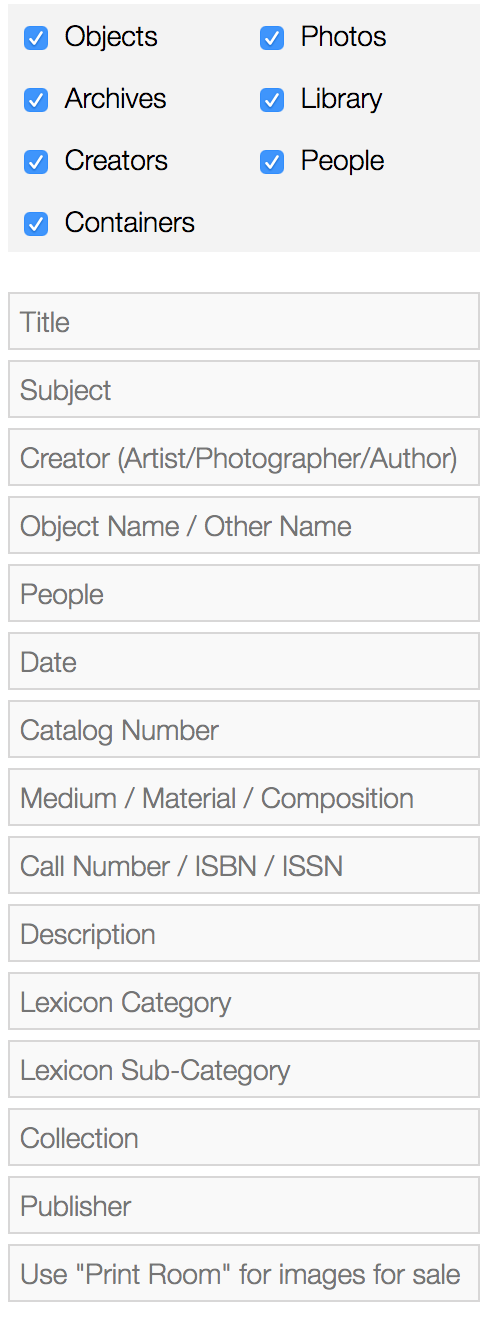 Objects
Photos
Archives
Library
Creators
People
Containers
Title
Subject
Creator (Artist/Photographer/Author)
Object Name / Other Name
People
Date
Catalog Number
Medium / Material / Composition
Call Number / ISBN / ISSN
Description
Lexicon Category
Lexicon Sub-Category
Collection
Publisher
Use "Print Room" for images for sale